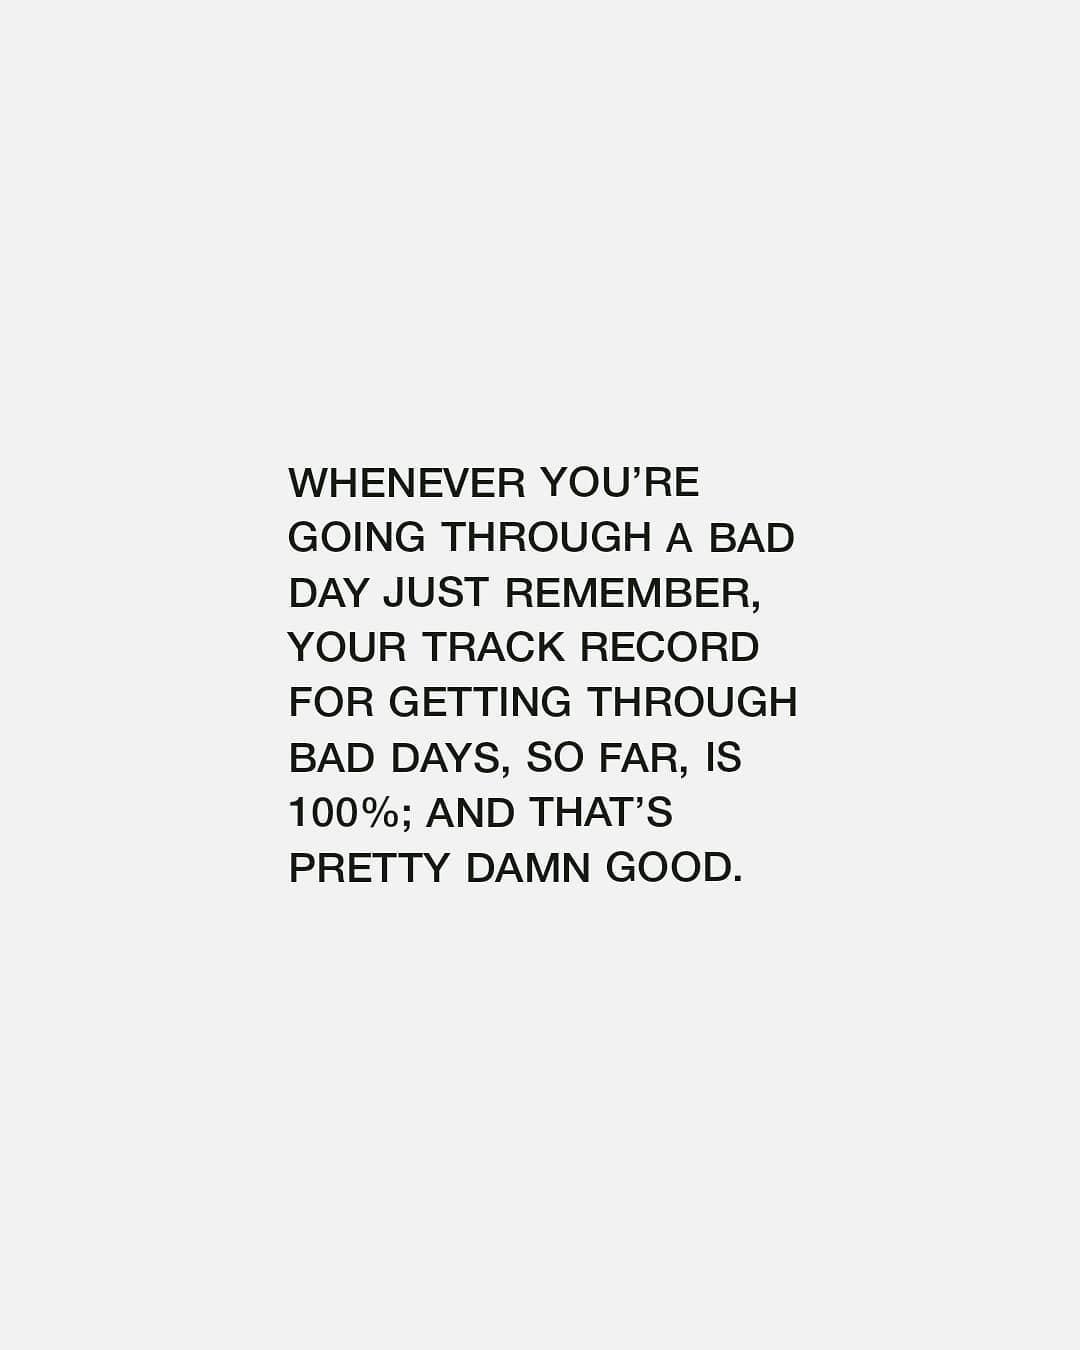 WHENEVER YOU’RE
GOING THROUGH A BAD
DAY JUST REMEMBER,
YOUR TRACK RECORD
FOR GETTING THROUGH
BAD DAYS, SO FAR, IS
100%; AND THAT’S
PRETTY DAMN GOOD.